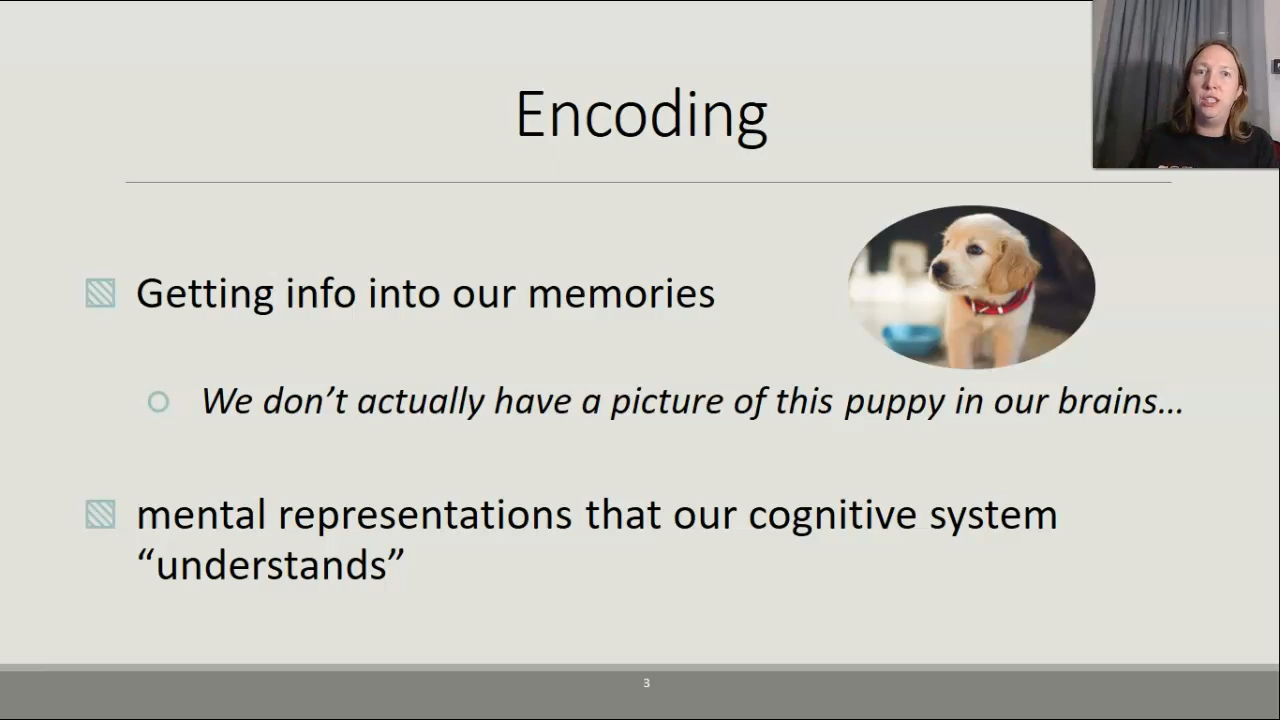 Encoding
Getting info into our memories
We don’t actually have a picture of this puppy in our brains…
mental representations that our cognitive system
“understands”
3